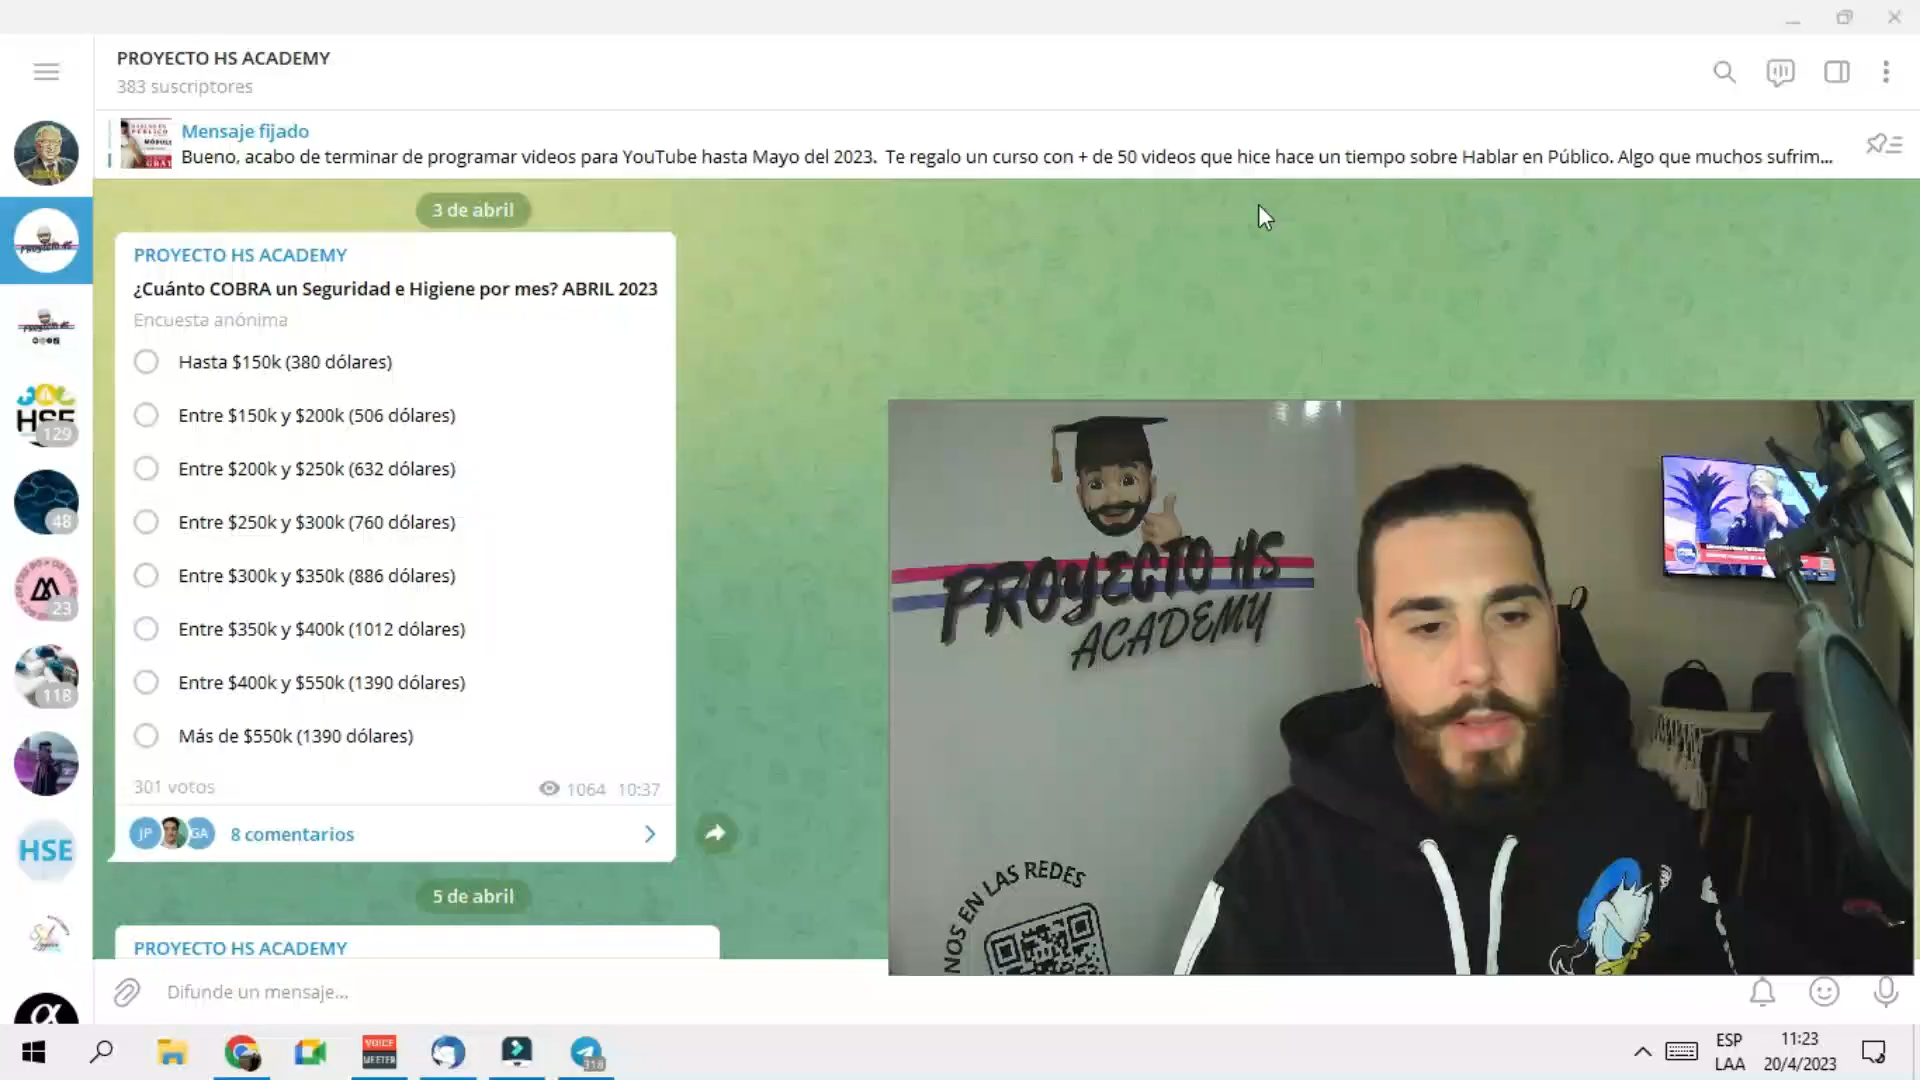 PROYECTO HS ACADEMY
383 suscriptores
Mensaje fijado
Bueno, acabo de terminar de programar videos para YouTube hasta Mayo del 2023. Te regalo un curso con + de 50 videos que hice hace un tiempo sobre Hablar en Público. Algo que muchos sufrim...
3 de abril
PROYECTO HS ACADEMY
¿Cuánto COBRA un Seguridad e Higiene por mes? ABRIL 2023
Encuesta anónima
Hasta $150k (380 dólares)
Entre $150k y $200k (506 dólares)
Entre $200k y $250k (632 dólares)
Entre $250k y $300k (760 dólares)
Entre $300k y $350k (886 dólares)
Entre $350k y $400k (1012 dólares)
Entre $400k y $550k (1390 dólares)
Más de $550k (1390 dólares)
301 votos
1064 10:37
JP GA 8 comentarios
5 de abril
PROYECTO HS ACADEMY
Difunde un mensaje...
HSE
129
48
23
118
HSE
PROYECTO HS
ACADEMY
NOS EN LAS REDES
VOICE
MEETER
318
ESP
LAA
11:23
20/4/2023